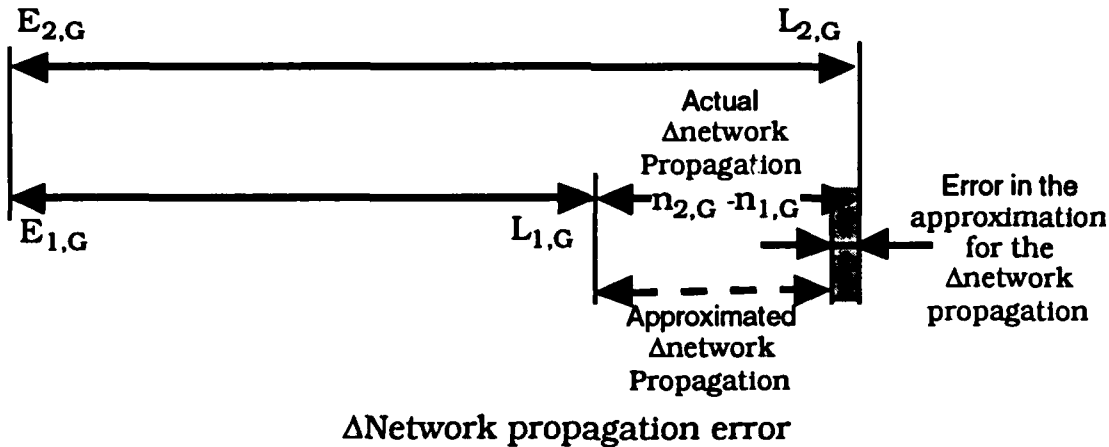 E2,G L2,G
Actual
Δnetwork
Propagation
n2,G -n1,G
E1,G L1,G
Error in the
approximation
for the
Δnetwork
propagation
Approximated
Δnetwork
Propagation
ΔNetwork propagation error